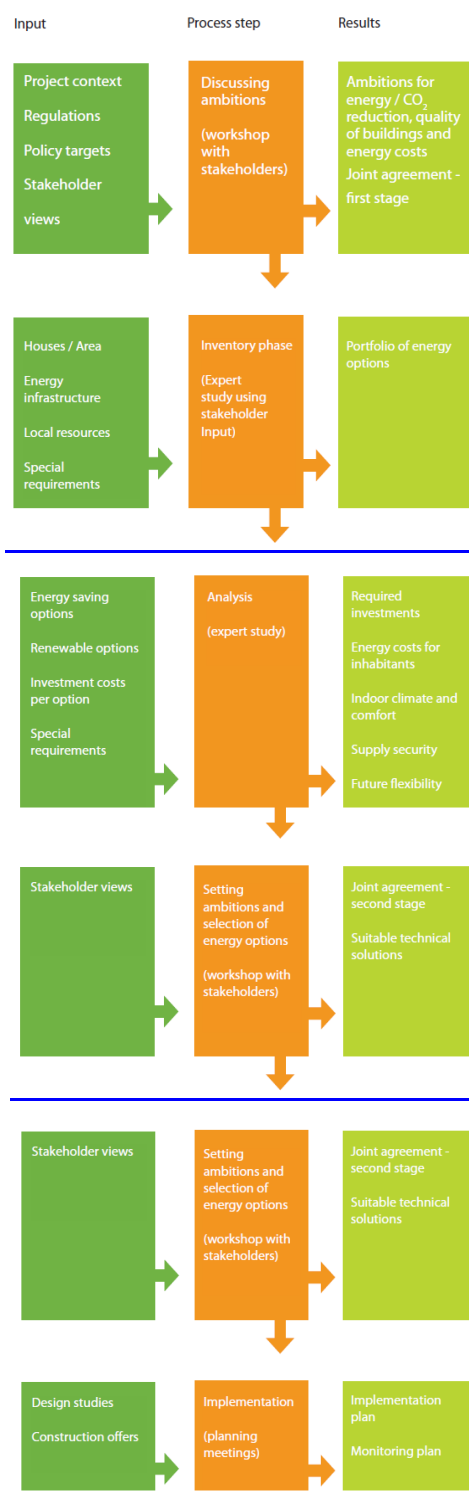 Input
Process step
Results
Project context
Regulations
Policy targets
Stakeholder
views
Discussing
ambitions
(workshop
with
stakeholders)
Ambitions for
energy / CO2
reduction, quality
of buildings and
energy costs
Joint agreement -
first stage
Houses / Area
Energy
infrastructure
Local resources
Special
requirements
Inventory phase
(Expert
study using
stakeholder
Input)
Portfolio of energy
options
Energy saving
options
Renewable options
Investment costs
per option
Special
requirements
Analysis
(expert study)
Required
investments
Energy costs for
inhabitants
Indoor climate and
comfort
Supply security
Future flexibility
Stakeholder views
Setting
ambitions and
selection of
energy options
(workshop with
stakeholders)
Joint agreement -
second stage
Suitable technical
solutions
Stakeholder views
Setting
ambitions and
selection of
energy options
(workshop with
stakeholders)
Joint agreement -
second stage
Suitable technical
solutions
Design studies
Construction offers
Implementation
(planning
meetings)
Implementation
plan
Monitoring plan